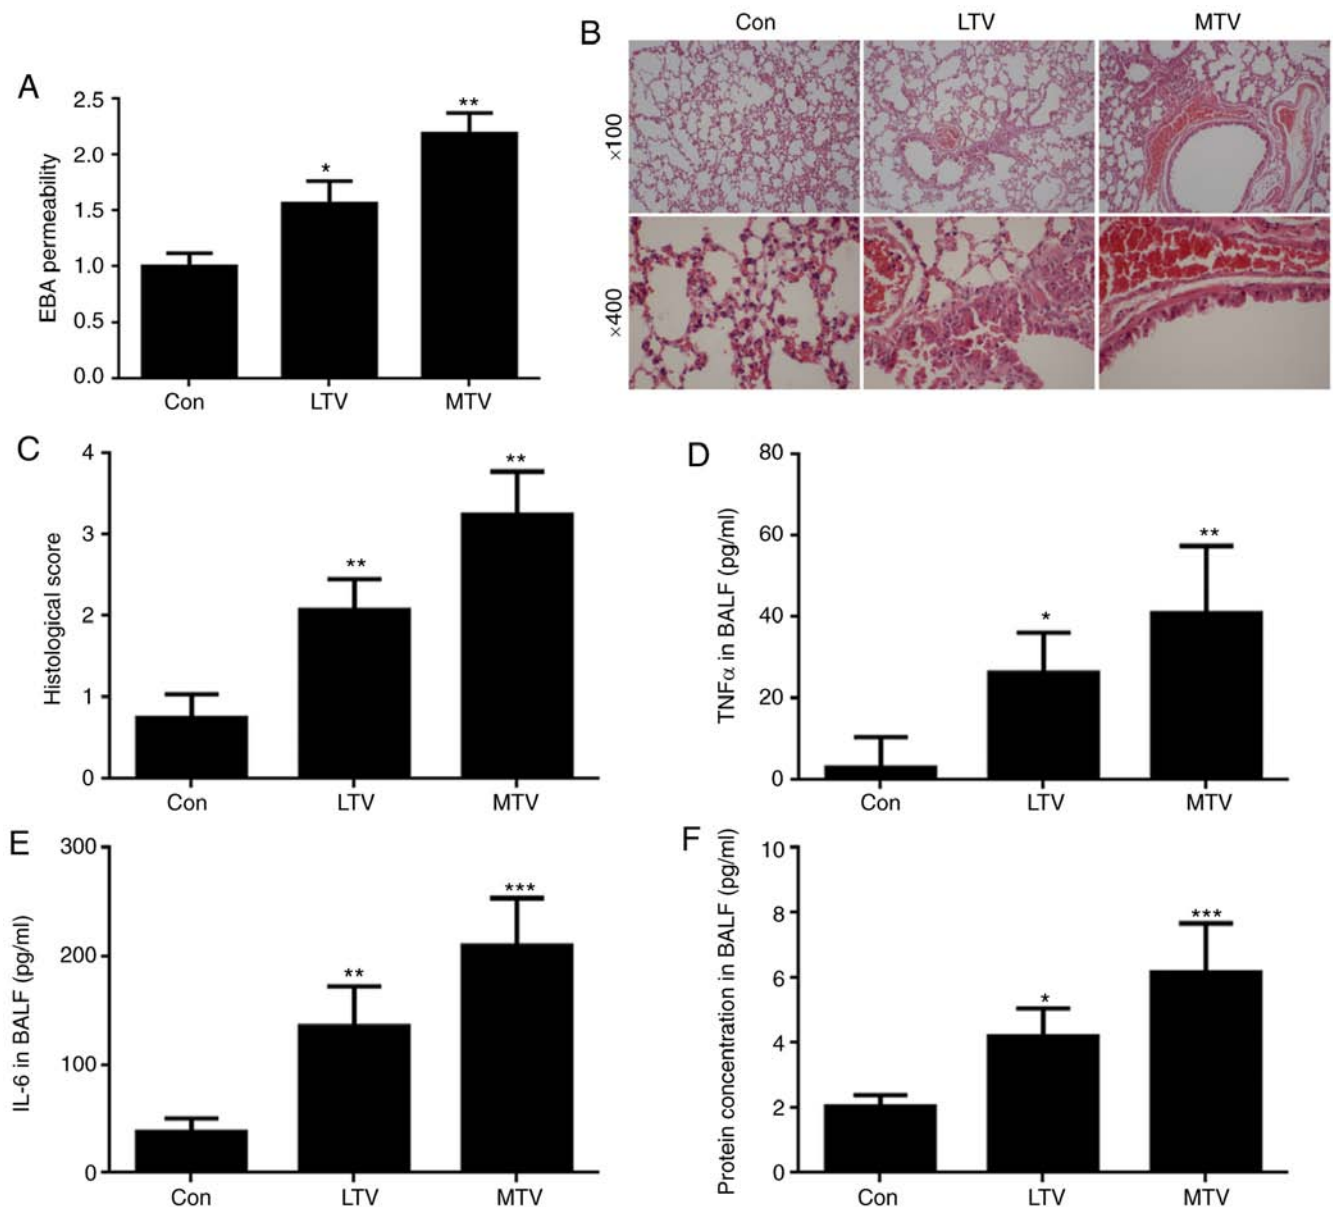 A
EBA permeability
2.5
2.0
1.5
1.0
0.5
0.0
*
**
Con LTV MTV
B
Con LTV MTV
×100
×400
C
Histological score
4
3
2
1
0
**
**
Con LTV MTV
D
TNFα in BALF (pg/ml)
80
60
40
20
0
*
**
Con LTV MTV
E
IL-6 in BALF (pg/ml)
300
200
100
0
**
***
Con LTV MTV
F
Protein concentration in BALF (pg/ml)
10
8
6
4
2
0
*
***
Con LTV MTV